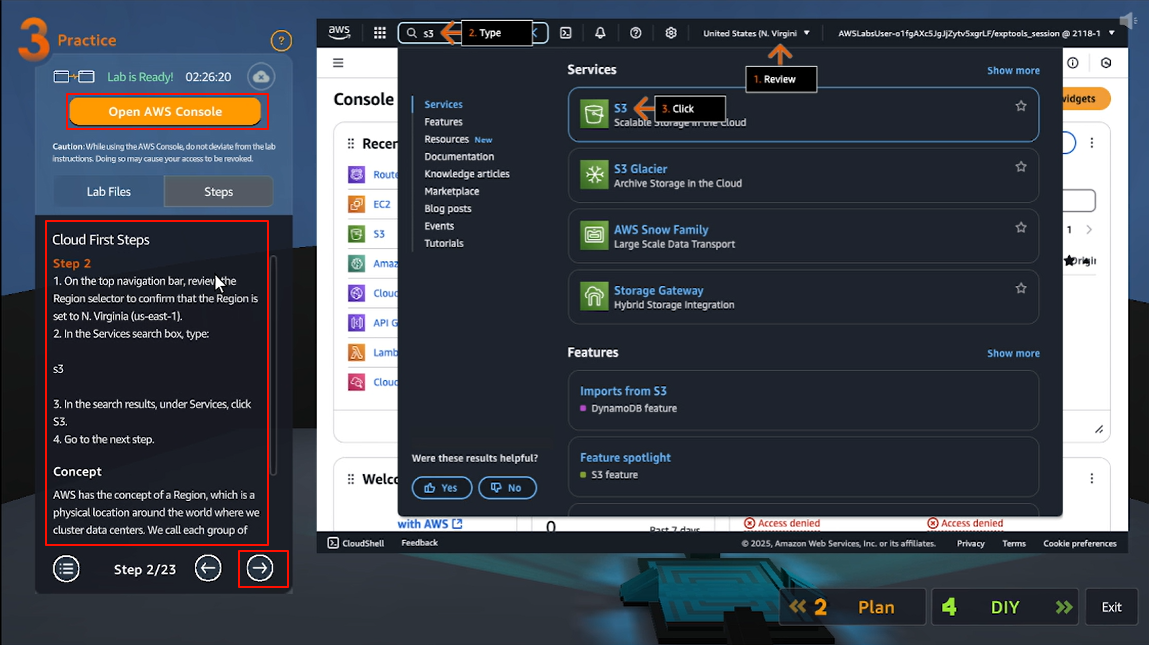 3 Practice
?
Lab is Ready! 02:26:20
Open AWS Console
Caution: While using the AWS Console, do not deviate from the lab
instructions. Doing so may cause your access to be revoked.
Lab Files Steps
Cloud First Steps
Step 2
1. On the top navigation bar, review the
Region selector to confirm that the Region is
set to N. Virginia (us-east-1).
2. In the Services search box, type:
s3
3. In the search results, under Services, click
S3.
4. Go to the next step.
Concept
AWS has the concept of a Region, which is a
physical location around the world where we
cluster data centers. We call each group of
Step 2/23
aws s3 2. Type United States (N. Virgini
1. Review
Console
widgets
Recen
Route
EC2
S3
Amaz
Cloud
API G
Lamb
Cloud
1
Origin
Welco
with AWS
0
Past 7 days
Access denied
Access denied
Services
Features
Resources New
Documentation
Knowledge articles
Marketplace
Blog posts
Events
Tutorials
Services Show more
S3 3. Click
Scalable Storage in the Cloud
S3 Glacier
Archive Storage in the Cloud
AWS Snow Family
Large Scale Data Transport
Storage Gateway
Hybrid Storage Integration
Features Show more
Imports from S3
DynamoDB feature
Feature spotlight
S3 feature
Were these results helpful?
Yes No
CloudShell Feedback © 2025, Amazon Web Services, Inc. or its affiliates. Privacy Terms Cookie preferences
2 Plan 4 DIY Exit